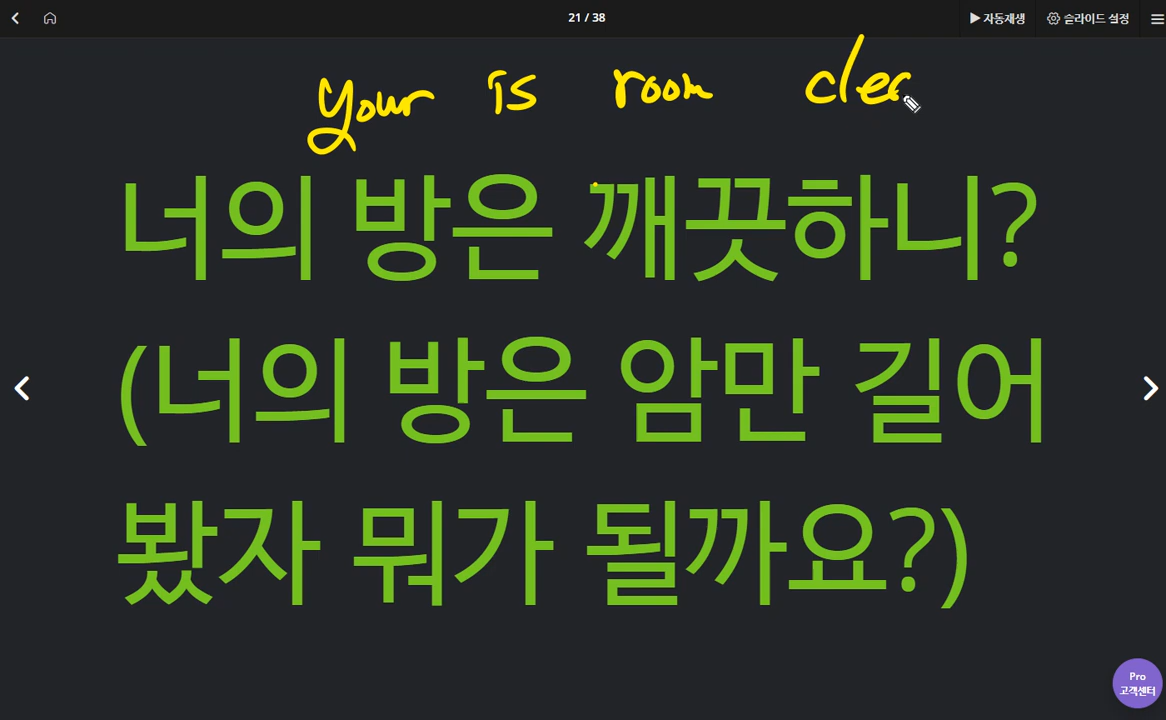 21 / 38
자동재생
슬라이드 설정
your is room clea
너의 방은 깨끗하니?
(너의 방은 암만 길어
봤자 뭐가 될까요?)
Pro
고객센터